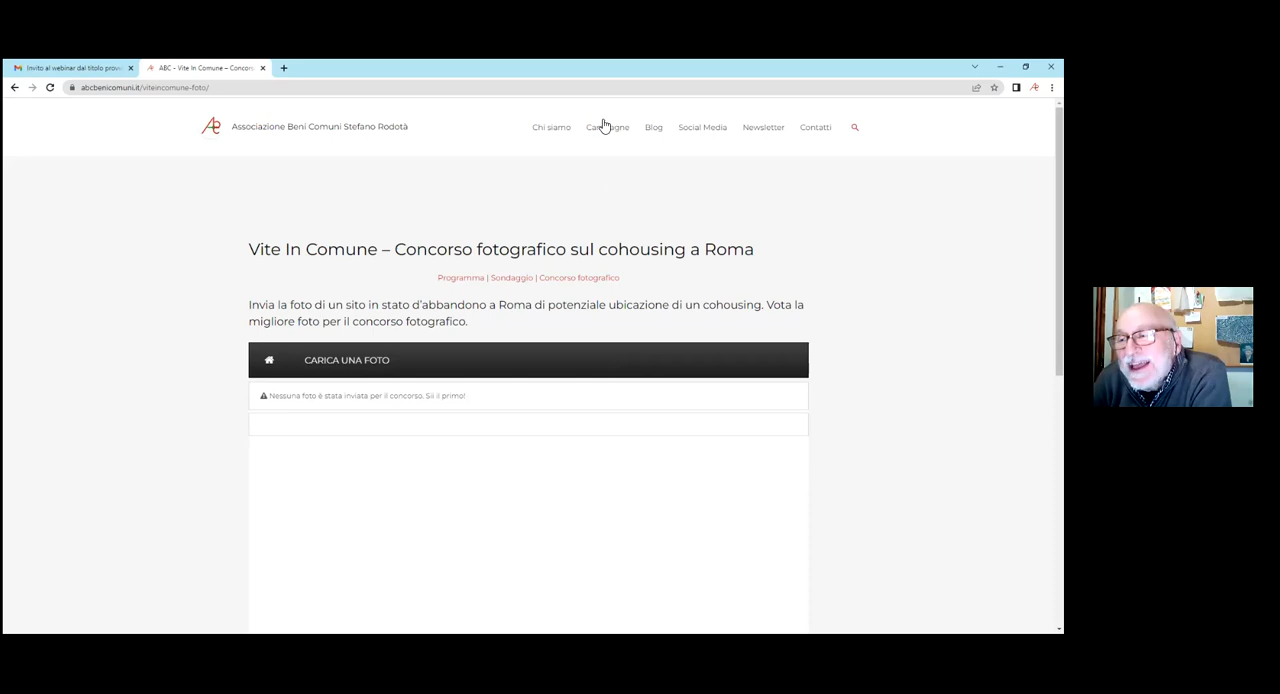 Invito al webinar dal titolo provv
ABC – Vite In Comune – Concors
abcbenicomuni.it/viteincomune-foto/
Associazione Beni Comuni Stefano Rodotà
Chi siamo
Blog
Social Media
Newsletter
Contatti
Vite In Comune – Concorso fotografico sul cohousing a Roma
Programma | Sondaggio | Concorso fotografico
Invia la foto di un sito in stato d'abbandono a Roma di potenziale ubicazione di un cohousing. Vota la
migliore foto per il concorso fotografico.
CARICA UNA FOTO
Nessuna foto è stata inviata per il concorso. Sii il primo!